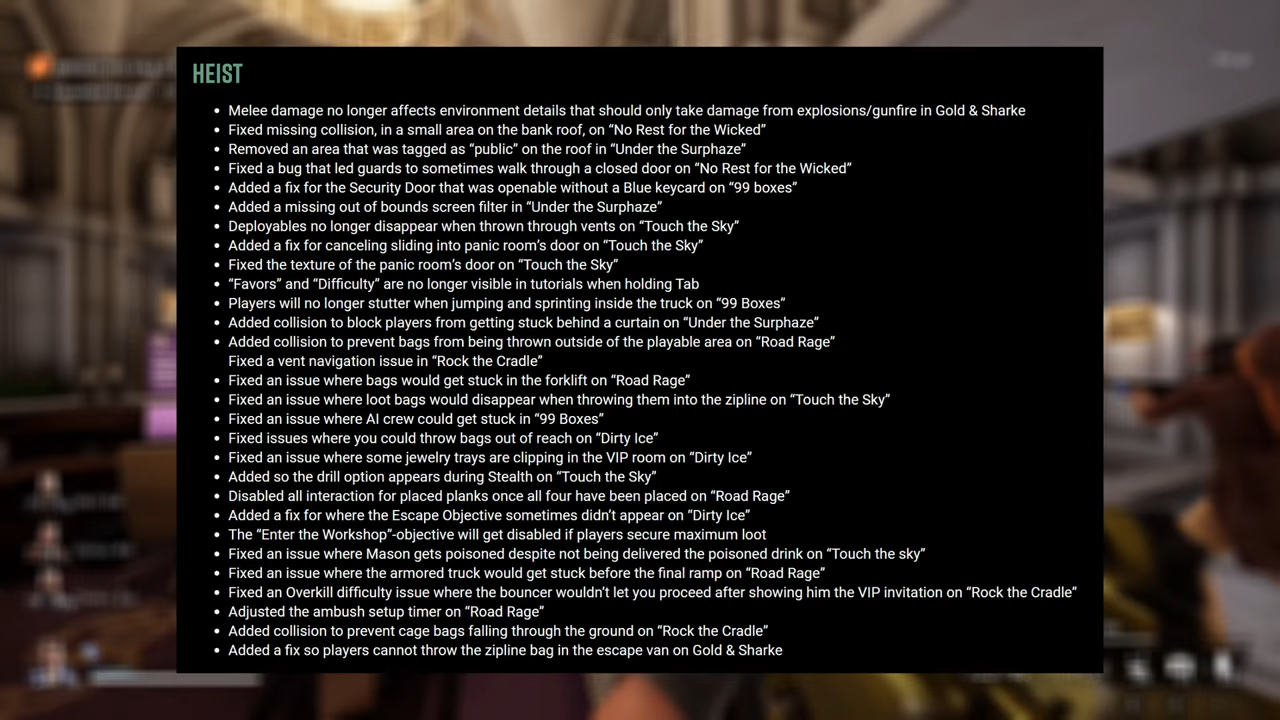 HEIST
• Melee damage no longer affects environment details that should only take damage from explosions/gunfire in Gold & Sharke
• Fixed missing collision, in a small area on the bank roof, on “No Rest for the Wicked”
• Removed an area that was tagged as “public” on the roof in “Under the Surphaze”
• Fixed a bug that led guards to sometimes walk through a closed door on “No Rest for the Wicked”
• Added a fix for the Security Door that was openable without a Blue keycard on “99 boxes”
• Added a missing out of bounds screen filter in “Under the Surphaze”
• Deployables no longer disappear when thrown through vents on “Touch the Sky”
• Added a fix for canceling sliding into panic room’s door on “Touch the Sky”
• Fixed the texture of the panic room’s door on “Touch the Sky”
• “Favors” and “Difficulty” are no longer visible in tutorials when holding Tab
• Players will no longer stutter when jumping and sprinting inside the truck on “99 Boxes”
• Added collision to block players from getting stuck behind a curtain on “Under the Surphaze”
• Added collision to prevent bags from being thrown outside of the playable area on “Road Rage”
Fixed a vent navigation issue in “Rock the Cradle”
• Fixed an issue where bags would get stuck in the forklift on “Road Rage”
• Fixed an issue where loot bags would disappear when throwing them into the zipline on “Touch the Sky”
• Fixed an issue where AI crew could get stuck in “99 Boxes”
• Fixed issues where you could throw bags out of reach on “Dirty Ice”
• Fixed an issue where some jewelry trays are clipping in the VIP room on “Dirty Ice”
• Added so the drill option appears during Stealth on “Touch the Sky”
• Disabled all interaction for placed planks once all four have been placed on “Road Rage”
• Added a fix for where the Escape Objective sometimes didn’t appear on “Dirty Ice”
• The “Enter the Workshop”-objective will get disabled if players secure maximum loot
• Fixed an issue where Mason gets poisoned despite not being delivered the poisoned drink on “Touch the sky”
• Fixed an issue where the armored truck would get stuck before the final ramp on “Road Rage”
• Fixed an Overkill difficulty issue where the bouncer wouldn’t let you proceed after showing him the VIP invitation on “Rock the Cradle”
• Adjusted the ambush setup timer on “Road Rage”
• Added collision to prevent cage bags falling through the ground on “Rock the Cradle”
• Added a fix so players cannot throw the zipline bag in the escape van on Gold & Sharke